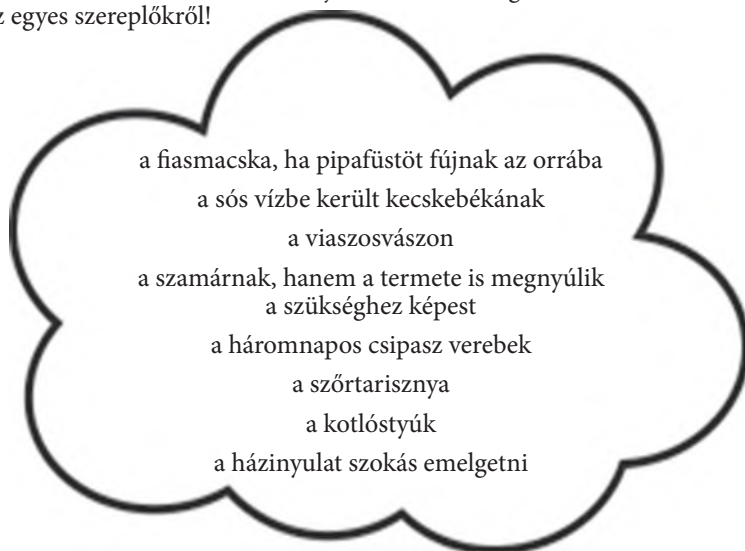 z egyes szereplőkről!
a fiasmacska, ha pipafüstöt fújnak az orrába
a sós vízbe került kecskebékának
a viaszosvászon
a szamárnak, hanem a termete is megnyúlik
a szükséghez képest
a háromnapos csipasz verebek
a szőrtarisznya
a kotlóstyúk
a házinyulat szokás emelgetni